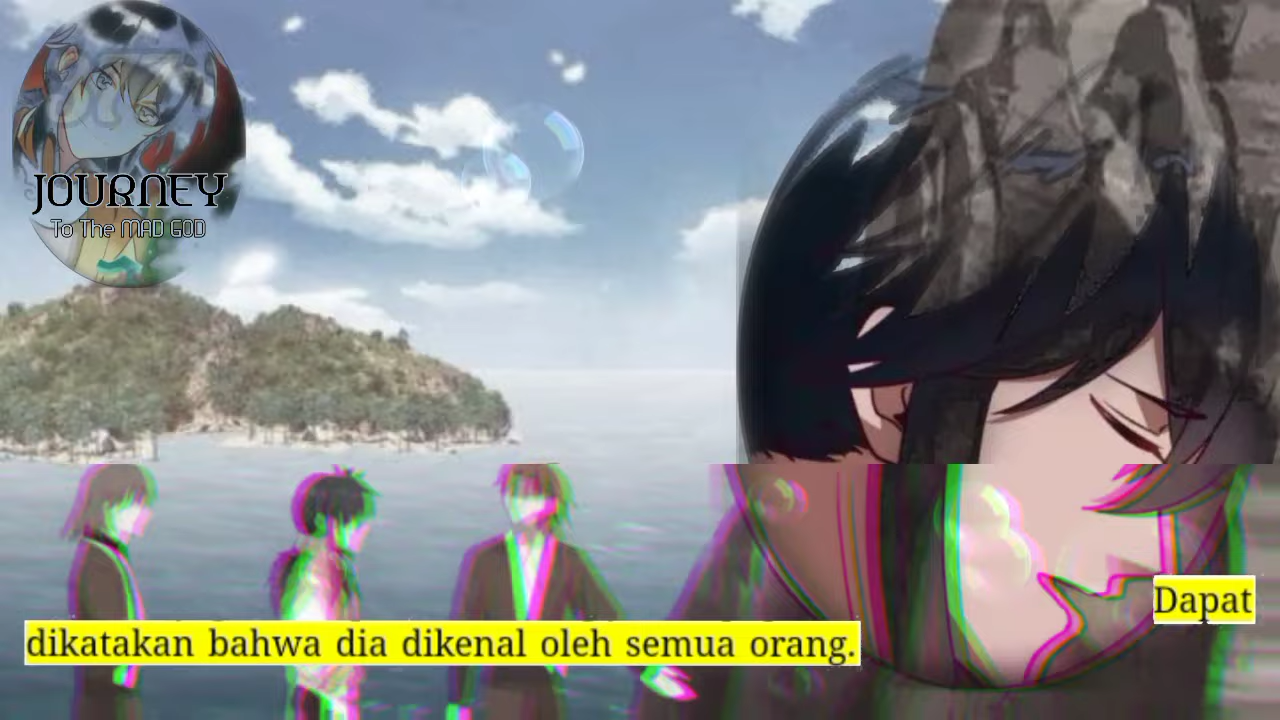 JOURNEY
To The MAD GOD
Dapat
dikatakan bahwa dia dikenal oleh semua orang.